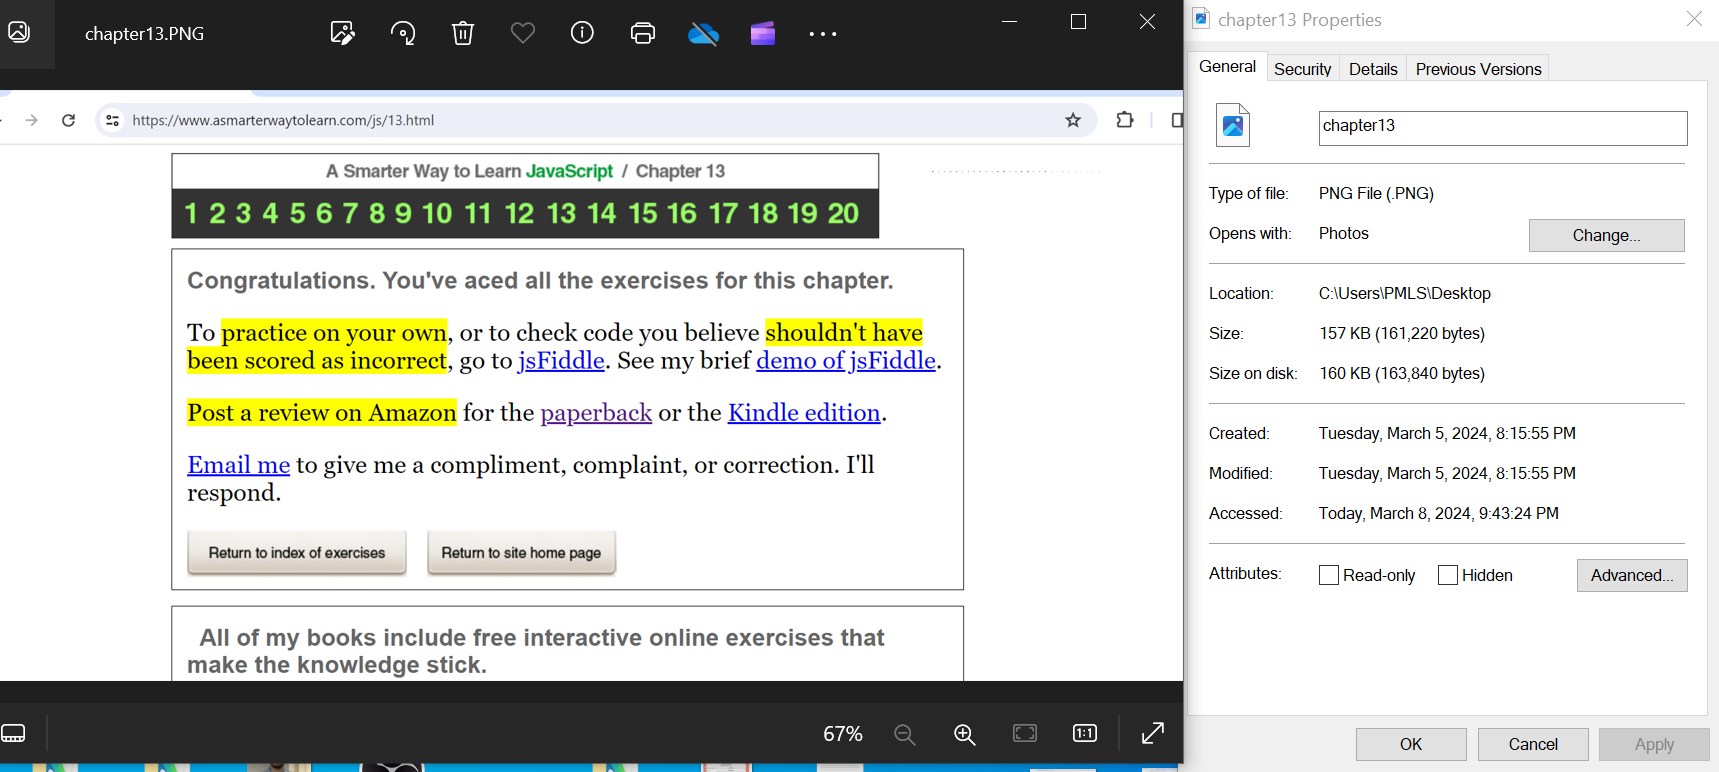 chapter13.PNG
https://www.asmarterwaytolearn.com/js/13.html
A Smarter Way to Learn JavaScript / Chapter 13
1 2 3 4 5 6 7 8 9 10 11 12 13 14 15 16 17 18 19 20
Congratulations. You've aced all the exercises for this chapter.
To practice on your own, or to check code you believe shouldn't have
been scored as incorrect, go to jsFiddle. See my brief demo of jsFiddle.
Post a review on Amazon for the paperback or the Kindle edition.
Email me to give me a compliment, complaint, or correction. I'll
respond.
Return to index of exercises Return to site home page
All of my books include free interactive online exercises that
make the knowledge stick.
67% 1:1
chapter13 Properties
General Security Details Previous Versions
chapter13
Type of file: PNG File (.PNG)
Opens with: Photos Change...
Location: C:\Users\PMLS\Desktop
Size: 157 KB (161,220 bytes)
Size on disk: 160 KB (163,840 bytes)
Created: Tuesday, March 5, 2024, 8:15:55 PM
Modified: Tuesday, March 5, 2024, 8:15:55 PM
Accessed: Today, March 8, 2024, 9:43:24 PM
Attributes: Read-only Hidden Advanced...
OK Cancel Apply